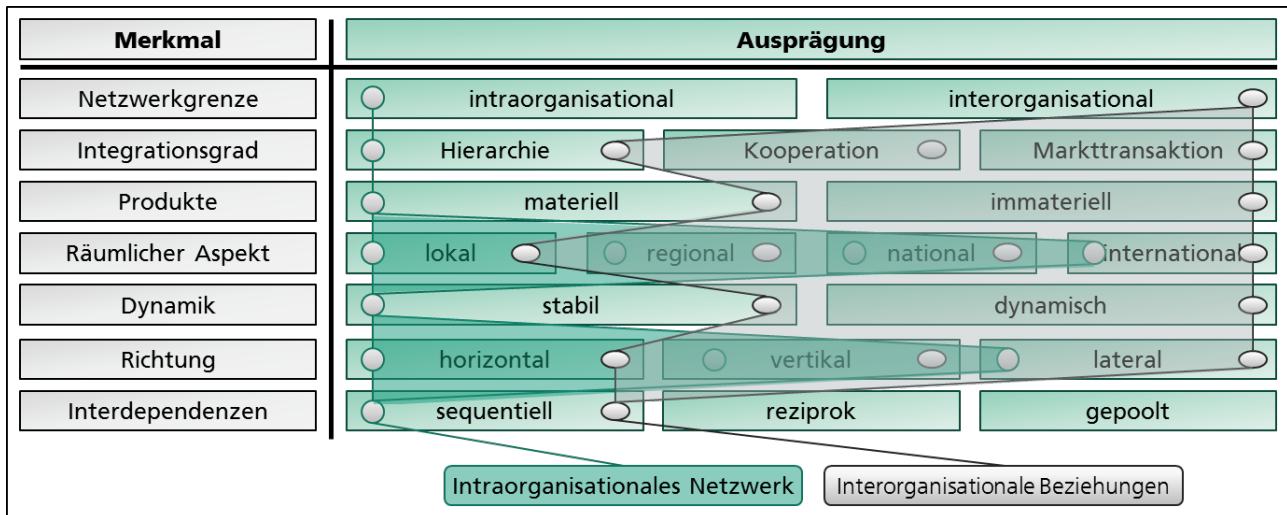 Merkmal Ausprägung
Netzwerkgrenze intraorganisational interorganisational
Integrationsgrad Hierarchie Kooperation Markttransaktion
Produkte materiell immateriell
Räumlicher Aspekt lokal regional national international
Dynamik stabil dynamisch
Richtung horizontal vertikal lateral
Interdependenzen sequentiell reziprok gepoolt
Intraorganisationales Netzwerk Interorganisationale Beziehungen